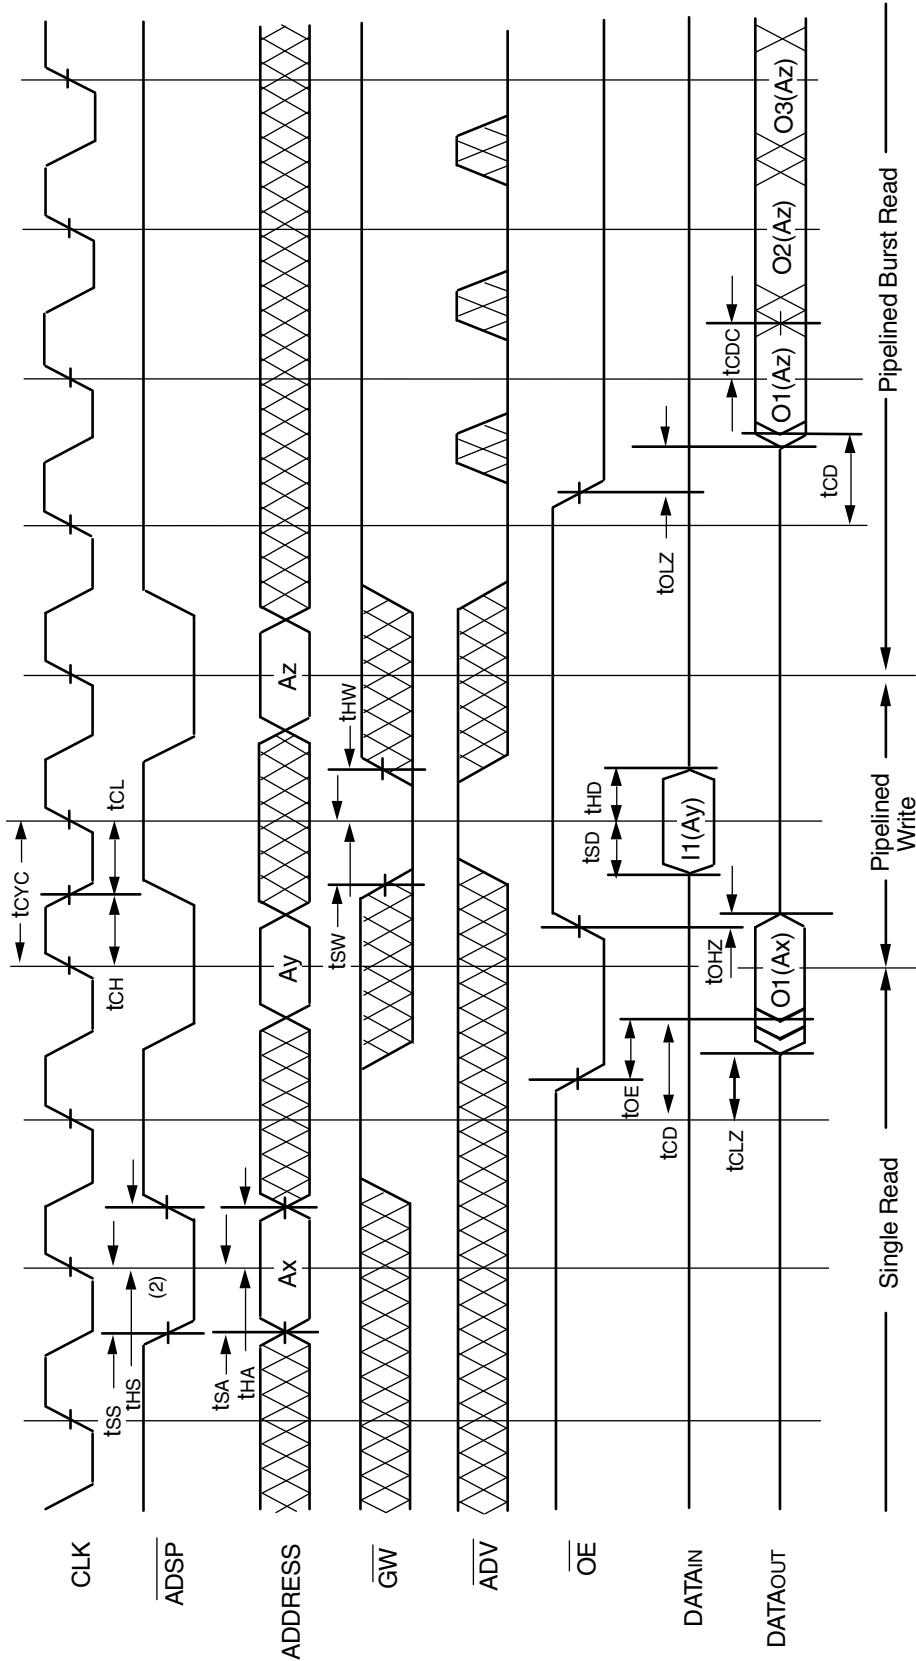 CLK
tSS
tHS
(2)
tCH
tCYC
tCL
ADSP
ADDRESS
tSA
tHA
Ax
Ay
Az
GW
tSW
tHW
ADV
OE
tOE
tOHZ
tOLZ
DATAIN
tCD
tSD
tHD
I1(Ay)
DATAOUT
tCLZ
O1(Ax)
tCDC
O1(Az)
O2(Az)
O3(Az)
tCD
Single Read
Pipelined
Write
Pipelined Burst Read